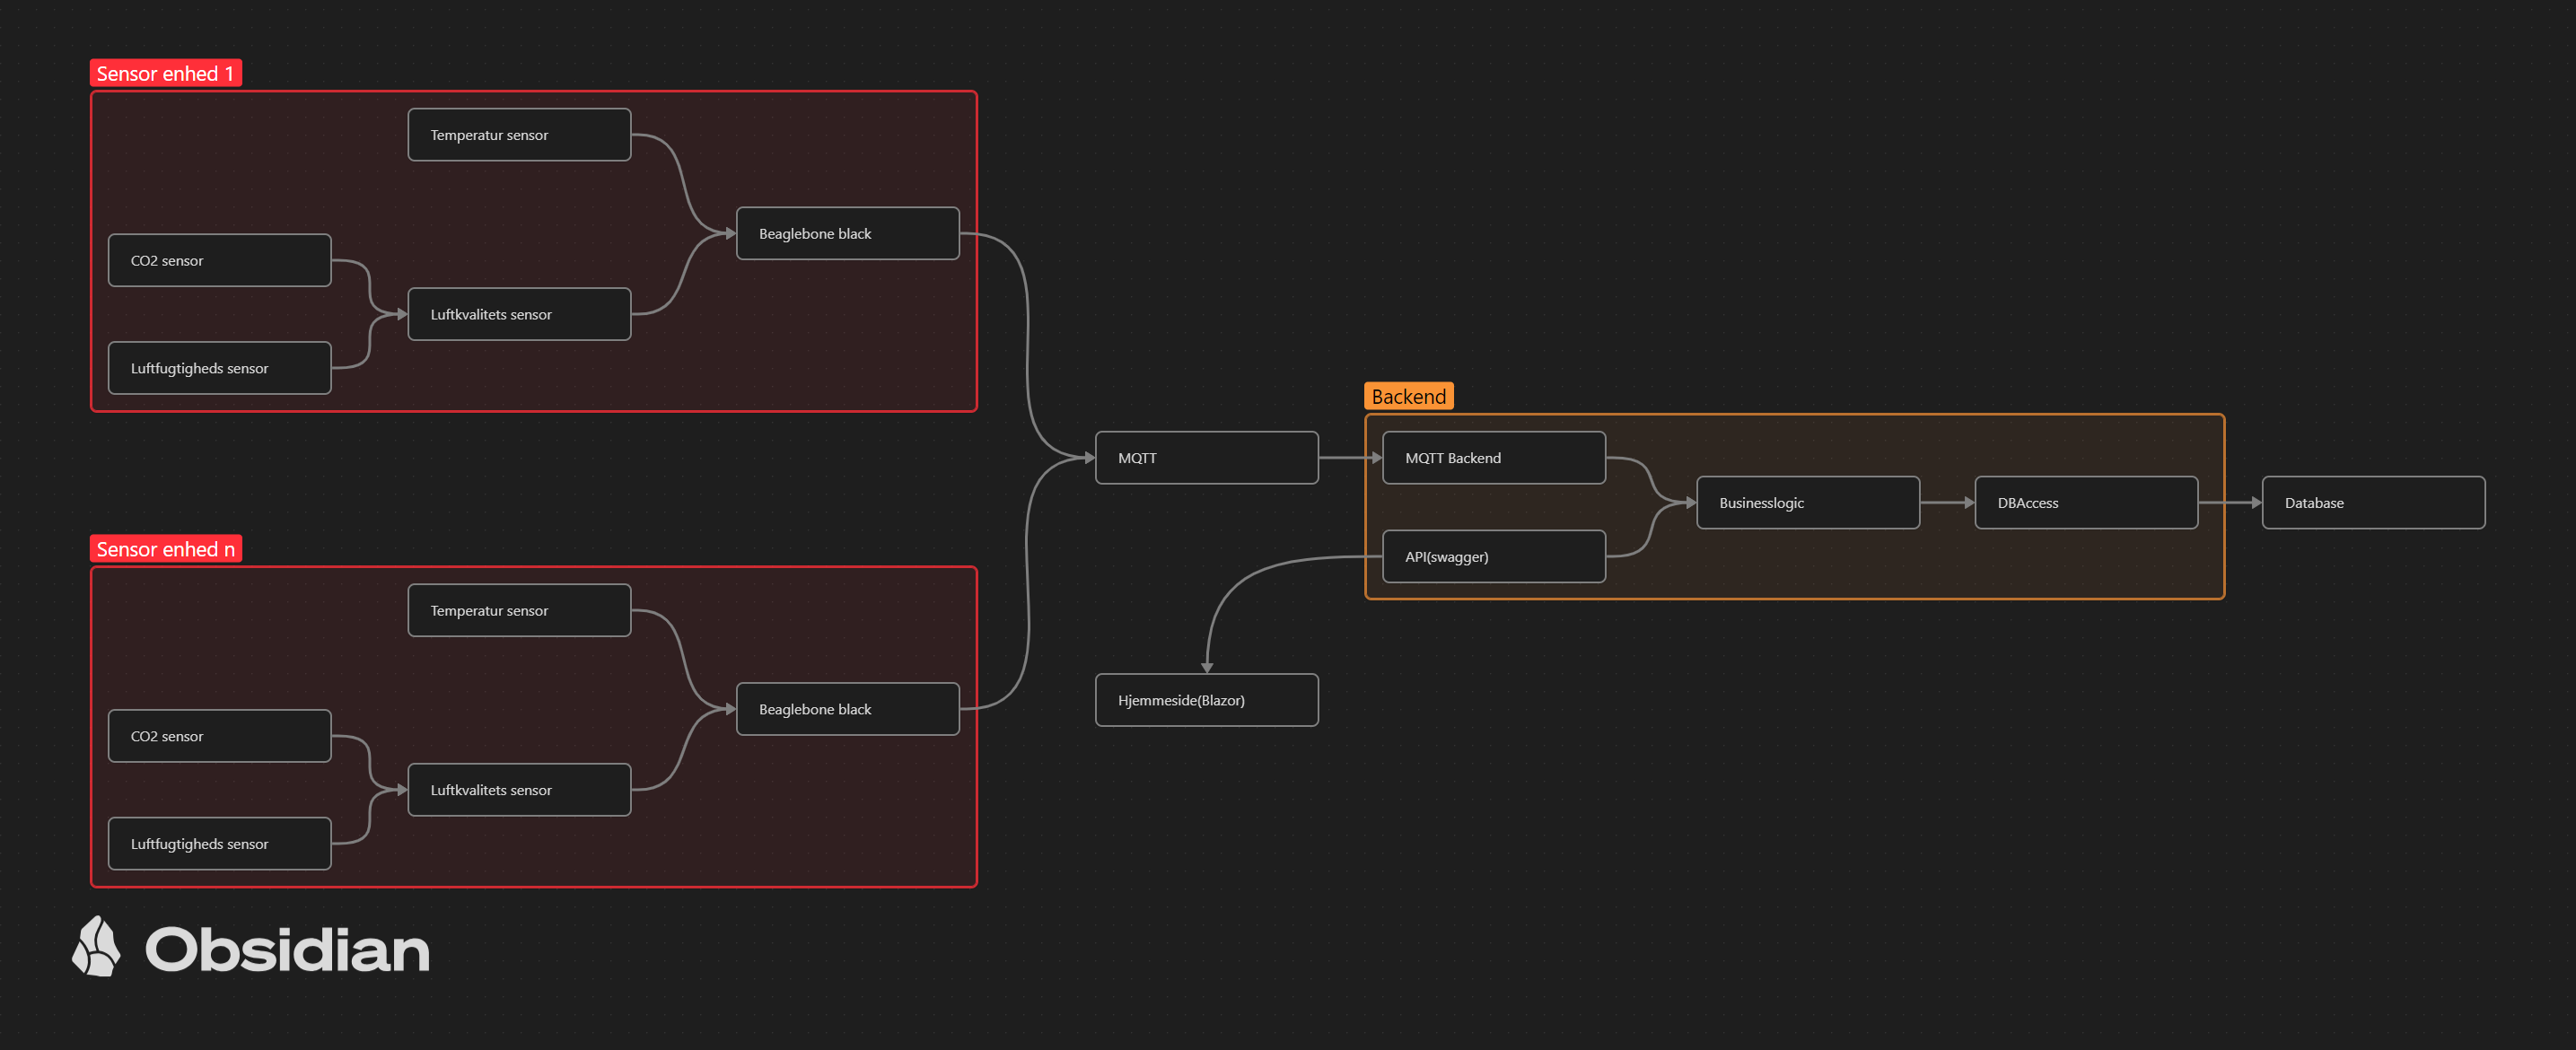 Sensor enhed 1
Temperatur sensor
Beaglebone black
CO2 sensor
Luftkvalitets sensor
Luftfugtigheds sensor
Sensor enhed n
Temperatur sensor
Beaglebone black
CO2 sensor
Luftkvalitets sensor
Luftfugtigheds sensor
MQTT
Backend
MQTT Backend
API(swagger)
Businesslogic
DBAccess
Database
Hjemmeside(Blazor)
Obsidian